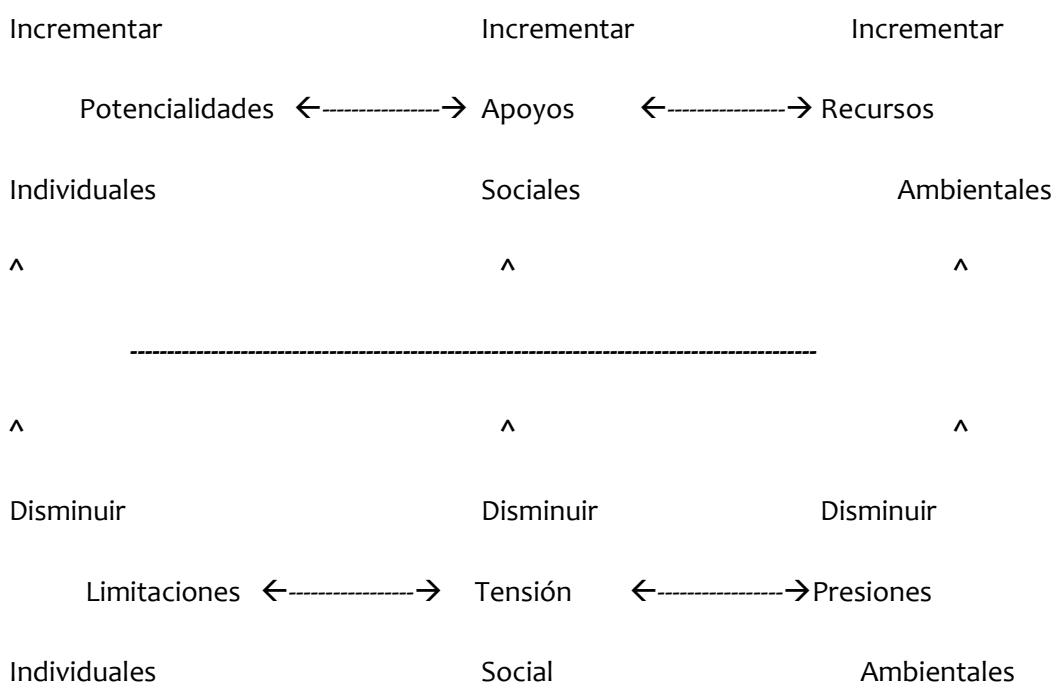 Incrementar Incrementar Incrementar
Potencialidades ←----------------→ Apoyos ←----------------→ Recursos
Individuales Sociales Ambientales
^ ^ ^
----------------------------------------------------------------------------------------------
^ ^ ^
Disminuir Disminuir Disminuir
Limitaciones ←-----------------→ Tensión ←-----------------→Presiones
Individuales Social Ambientales